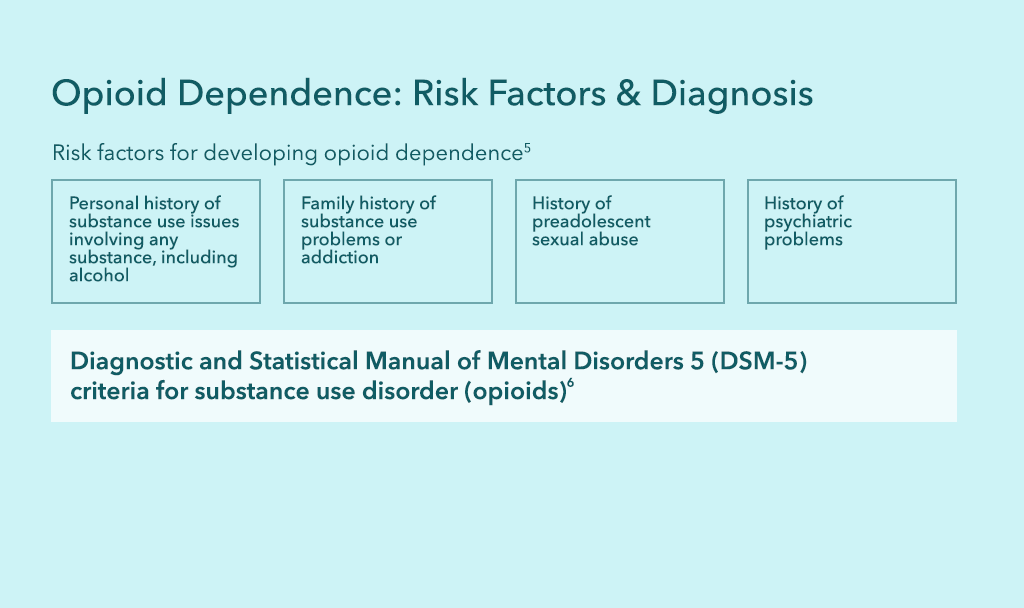 Opioid Dependence: Risk Factors & Diagnosis
Risk factors for developing opioid dependence⁵
Personal history of
substance use issues
involving any
substance, including
alcohol
Family history of
substance use
problems or
addiction
History of
preadolescent
sexual abuse
History of
psychiatric
problems
Diagnostic and Statistical Manual of Mental Disorders 5 (DSM-5)
criteria for substance use disorder (opioids)⁶